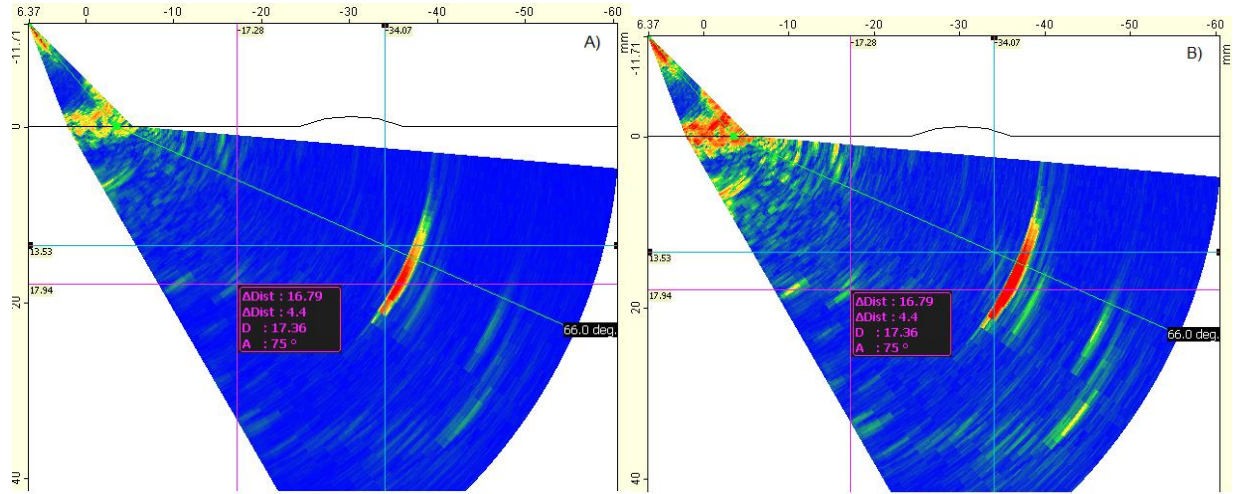 6.37 0 -10 -20 -30 -40 -50 -60
-11.71
-17.28
-34.07
A)
mm
0
13.53
17.94
20
40
ΔDist : 16.79
ΔDist : 4.4
D : 17.36
A : 75 °
66.0 deg.
6.37 0 -10 -20 -30 -40 -50 -60
-11.71
-17.28
-34.07
B)
mm
0
13.53
17.94
20
40
ΔDist : 16.79
ΔDist : 4.4
D : 17.36
A : 75 °
66.0 deg.